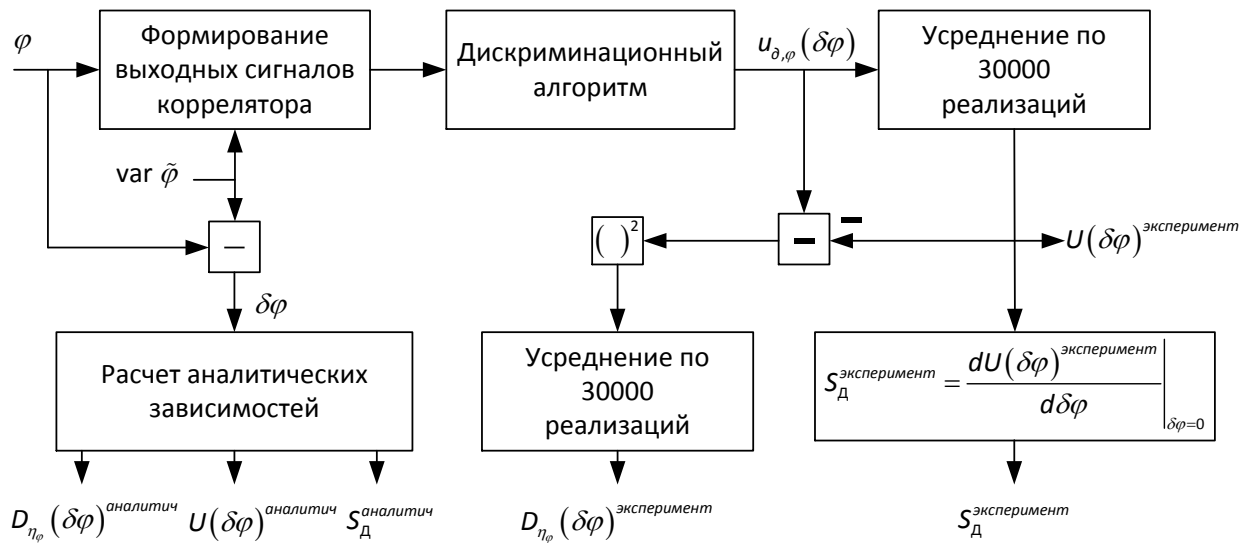 φ
Формирование
выходных сигналов
коррелятора
Дискриминационный
алгоритм
u_{д,φ}(δφ)
Усреднение по
30000
реализаций
var φ̃
−
( )²
−
−
U(δφ)^{эксперимент}
δφ
Расчет аналитических
зависимостей
Усреднение по
30000
реализаций
S_Д^{эксперимент} = dU(δφ)^{эксперимент} / dδφ |_{δφ=0}
D_{η_φ}(δφ)^{аналитич} U(δφ)^{аналитич} S_Д^{аналитич}
D_{η_φ}(δφ)^{эксперимент}
S_Д^{эксперимент}